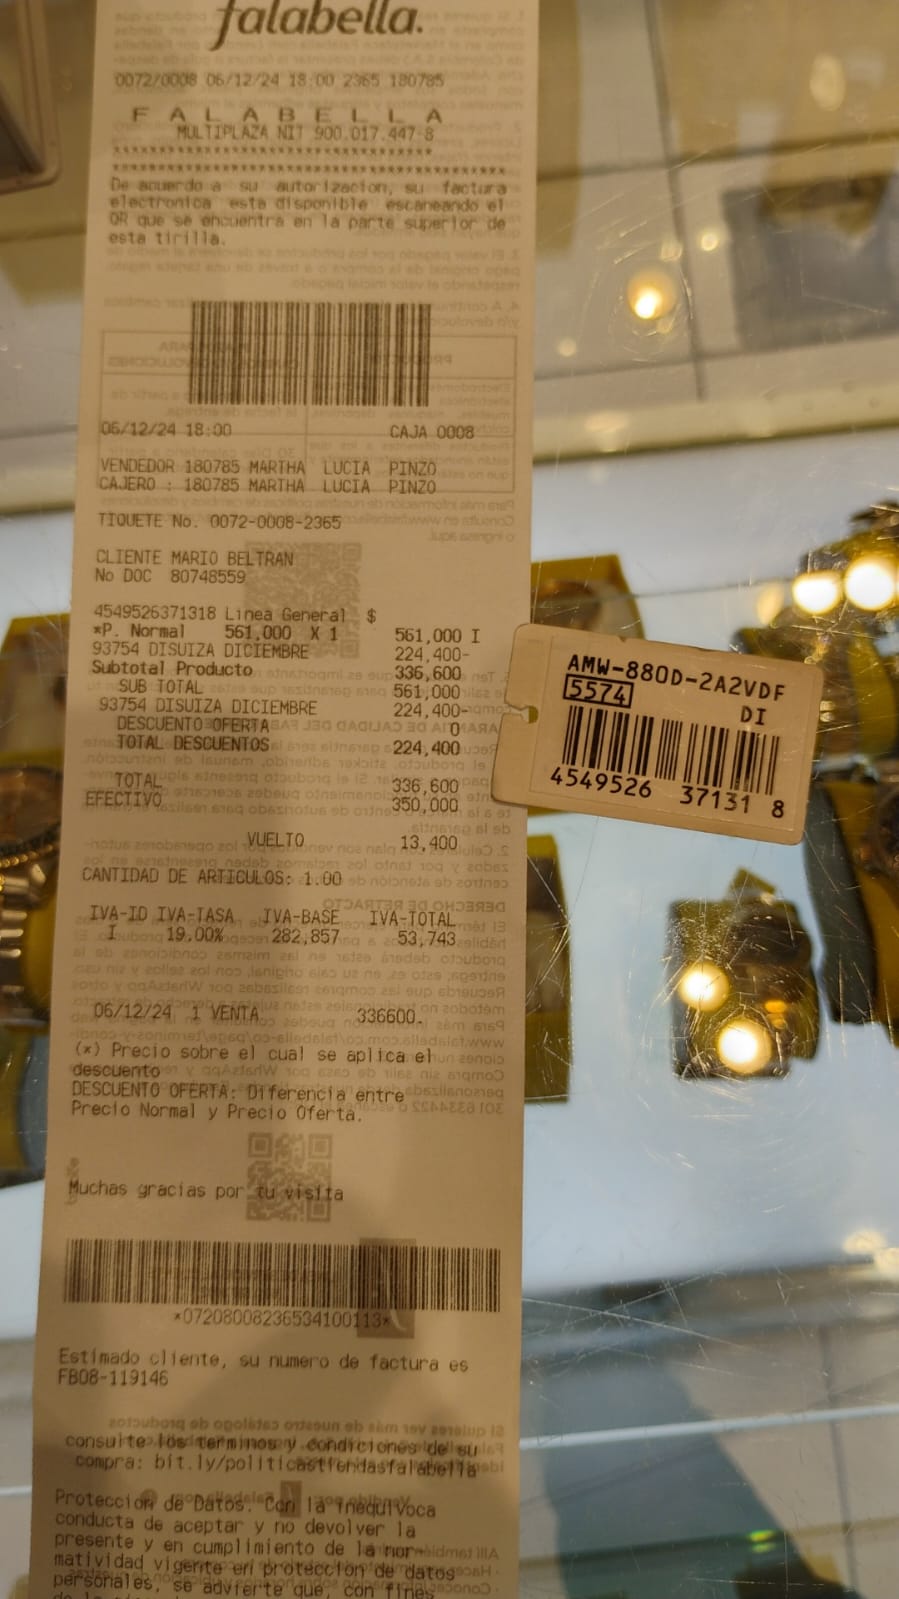 falabella.
0072/0008 06/12/24 18:00 2365 180785
F A L A B E L L A
MULTIPLAZA NIT 900.017.447-8
De acuerdo a su autorizacion, su factura
electronica esta disponible escaneando el
QR que se encuentra en la parte superior de
esta tirilla.
06/12/24 18:00 CAJA 0008
VENDEDOR 180785 MARTHA LUCIA PINZO
CAJERO : 180785 MARTHA LUCIA PINZO
TIQUETE No. 0072-0008-2365
CLIENTE MARIO BELTRAN
No DOC 80748559
4549526371318 Linea General $
*P. Normal 561,000 X 1 561,000 I
93754 DISUIZA DICIEMBRE 224,400-
Subtotal Producto 336,600
SUB TOTAL 561,000
93754 DISUIZA DICIEMBRE 224,400-
DESCUENTO OFERTA 0
TOTAL DESCUENTOS 224,400
TOTAL 336,600
EFECTIVO 350,000
VUELTO 13,400
CANTIDAD DE ARTICULOS: 1.00
IVA-ID IVA-TASA IVA-BASE IVA-TOTAL
I 19.00% 282,857 53,743
06/12/24 1 VENTA 336600.
(*) Precio sobre el cual se aplica el
descuento
DESCUENTO OFERTA: Diferencia entre
Precio Normal y Precio Oferta.
Muchas gracias por tu visita
*07208008236534100113*
Estimado cliente, su numero de factura es
FB08-119146
consulte los terminos y condiciones de su
compra: bit.ly/politicastiendasfalabella
Proteccion de Datos. Con la inequivoca
conducta de aceptar y no devolver la
presente y en cumplimiento de la nor-
matividad vigente en proteccion de datos
personales, se advierte que, con fines
AMW-880D-2A2VDF
5574
DI
4549526 37131 8